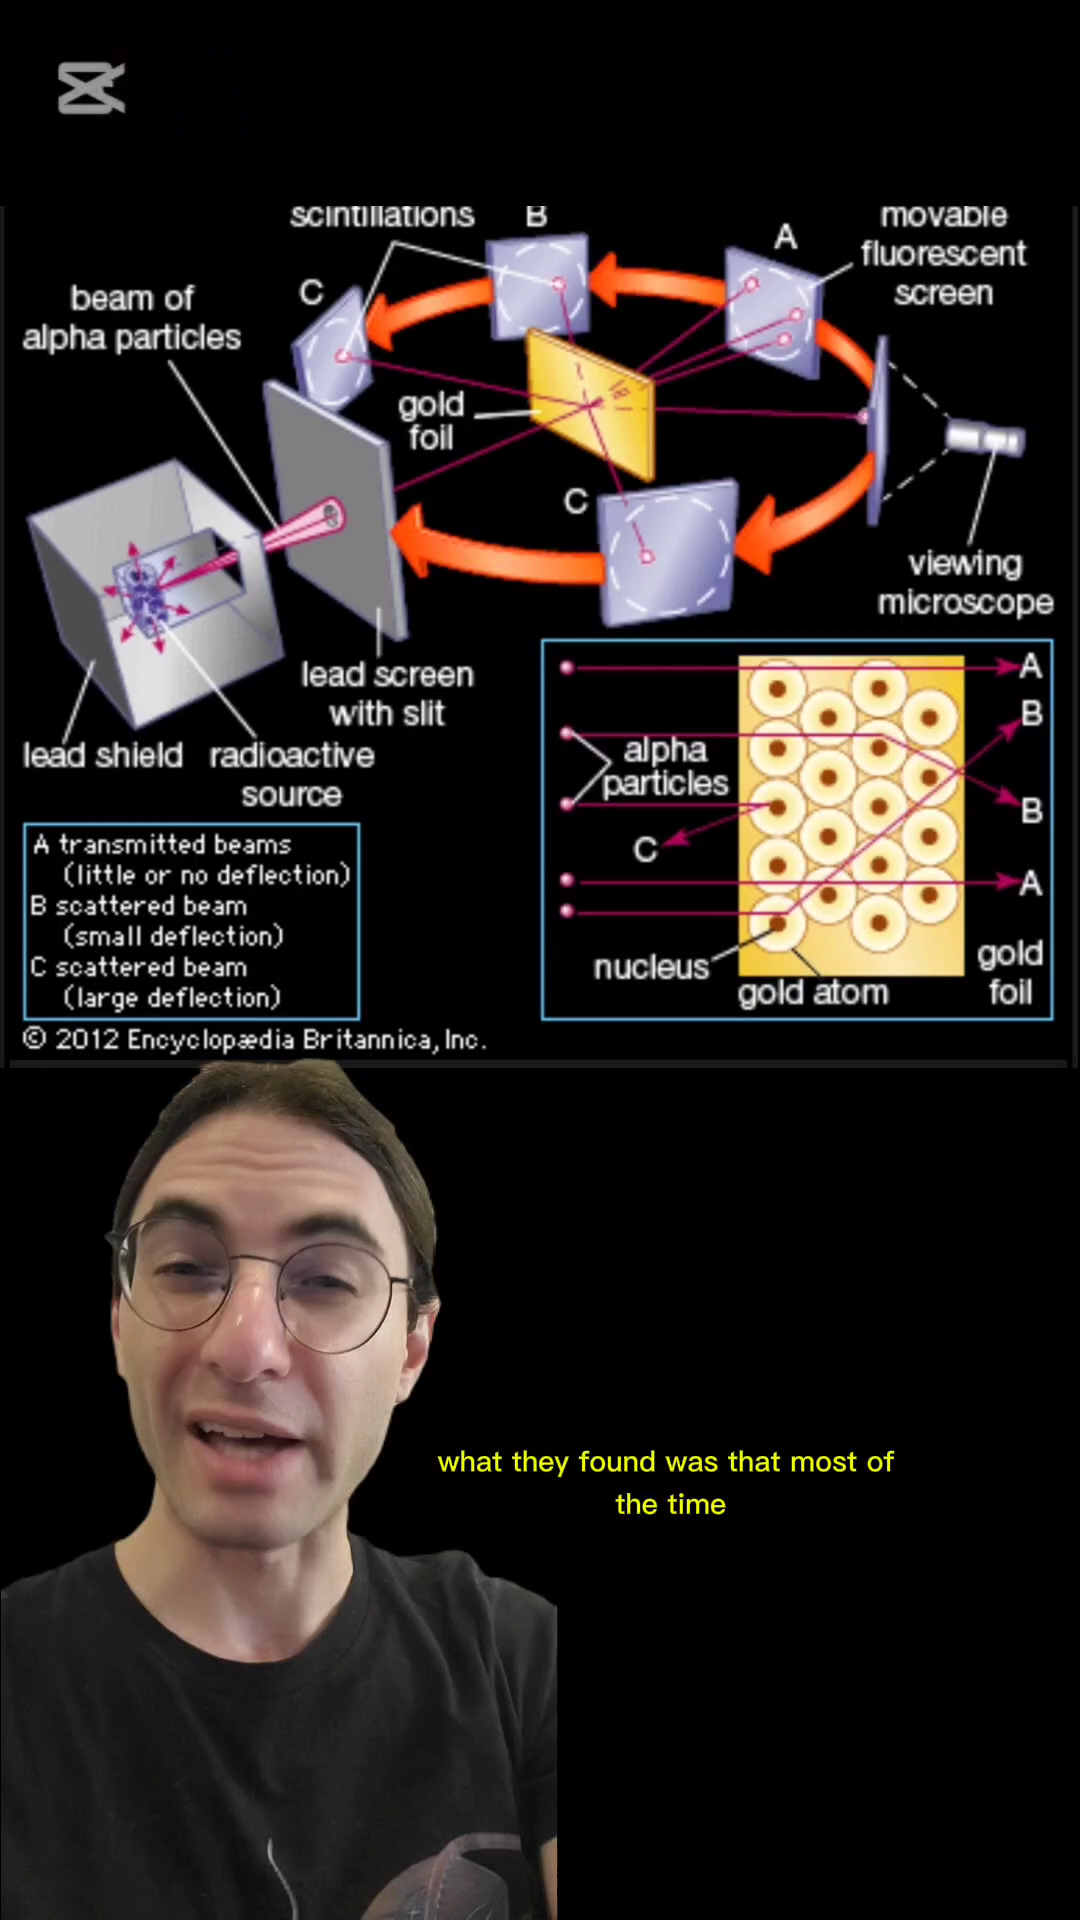 scintillations
B
A
movable
fluorescent
screen
beam of
alpha particles
C
gold
foil
C
viewing
microscope
lead screen
with slit
lead shield
radioactive
source
A transmitted beams
(little or no deflection)
B scattered beam
(small deflection)
C scattered beam
(large deflection)
A
B
alpha
particles
B
C
A
nucleus
gold atom
gold
foil
© 2012 Encyclopædia Britannica, Inc.
what they found was that most of
the time